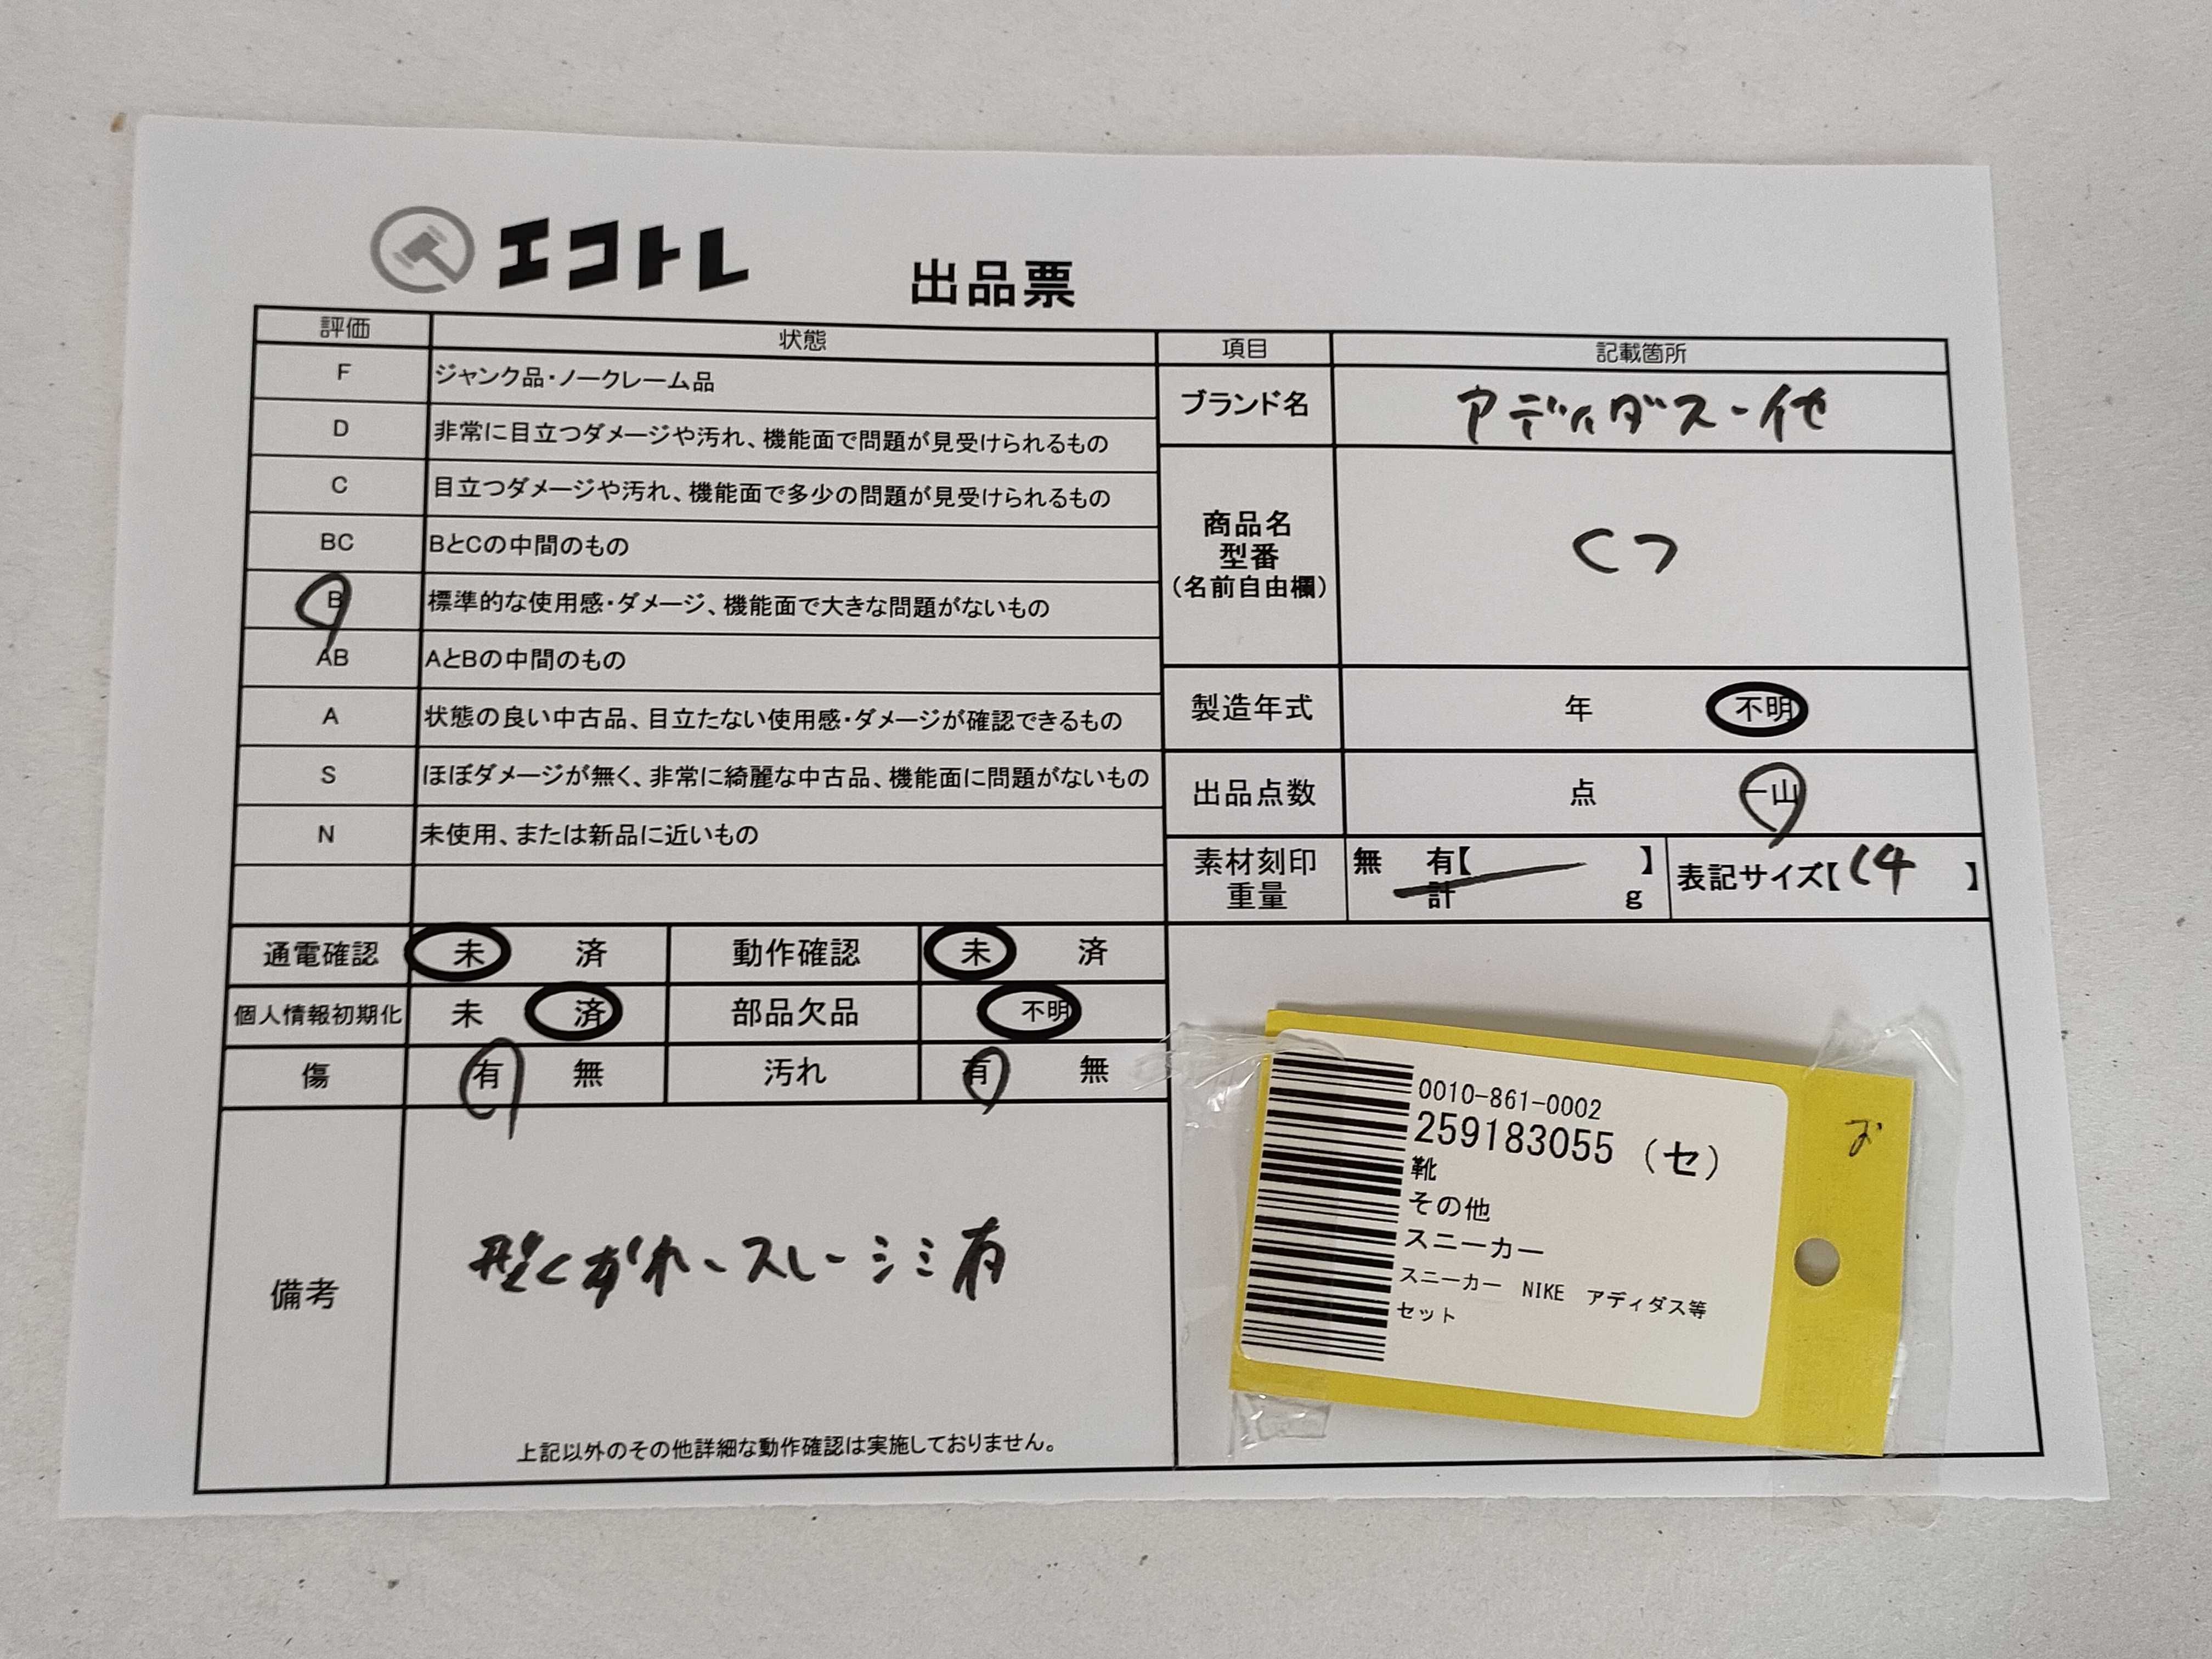 エコトレ 出品票
評価 状態
F ジャンク品・ノークレーム品
D 非常に目立つダメージや汚れ、機能面で問題が見受けられるもの
C 目立つダメージや汚れ、機能面で多少の問題が見受けられるもの
BC BとCの中間のもの
B 標準的な使用感・ダメージ、機能面で大きな問題がないもの
AB AとBの中間のもの
A 状態の良い中古品、目立たない使用感・ダメージが確認できるもの
S ほぼダメージが無く、非常に綺麗な中古品、機能面に問題がないもの
N 未使用、または新品に近いもの
項目 記載箇所
ブランド名 アディダス-他
商品名
型番
(名前自由欄)
くつ
製造年式 年 不明
出品点数 点 一山
素材刻印 無 有【 】
重量 計 g
表記サイズ【 】
通電確認 未 済 動作確認 未 済
個人情報初期化 未 済 部品欠品 不明
傷 有 無 汚れ 有 無
備考
型くずれ、スレ-シミ有
上記以外のその他詳細な動作確認は実施しておりません。
0010-861-0002
259183055 (セ)
靴
その他
スニーカー
スニーカー NIKE アディダス等
セット